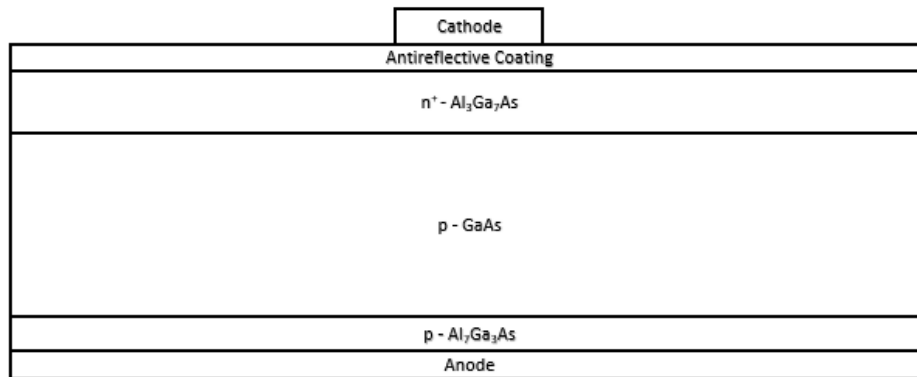 Cathode
Antireflective Coating
n⁺ - Al₃Ga₇As
p - GaAs
p - Al₇Ga₃As
Anode